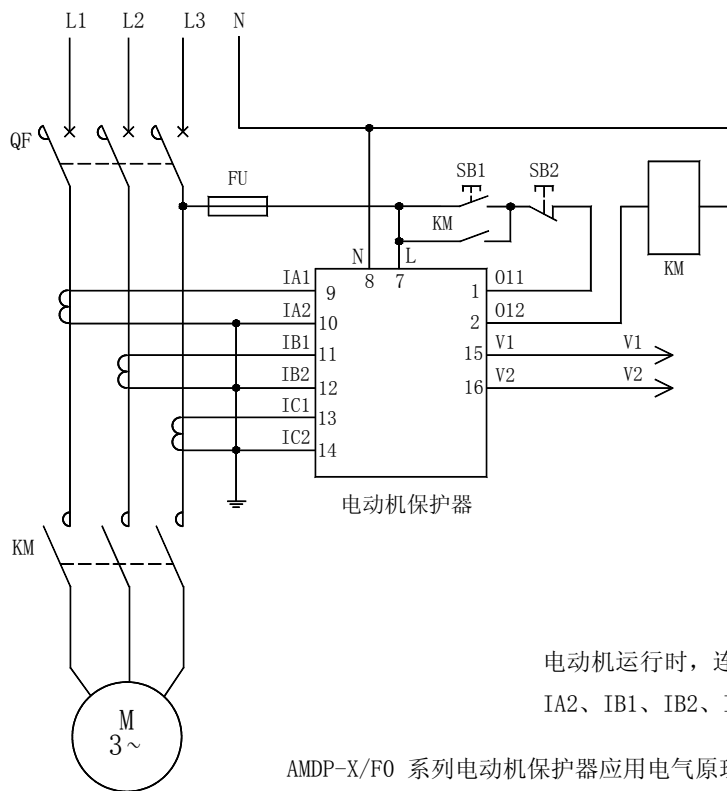 L1 L2 L3 N
QF
FU
SB1 SB2
KM
KM
N L
8 7
IA1 9
IA2 10
IB1 11
IB2 12
IC1 13
IC2 14
1 O11
2 O12
15 V1 V1
16 V2 V2
电动机保护器
KM
M
3~
电动机运行时，连
IA2、IB1、IB2、
AMDP-X/F0 系列电动机保护器应用电气原